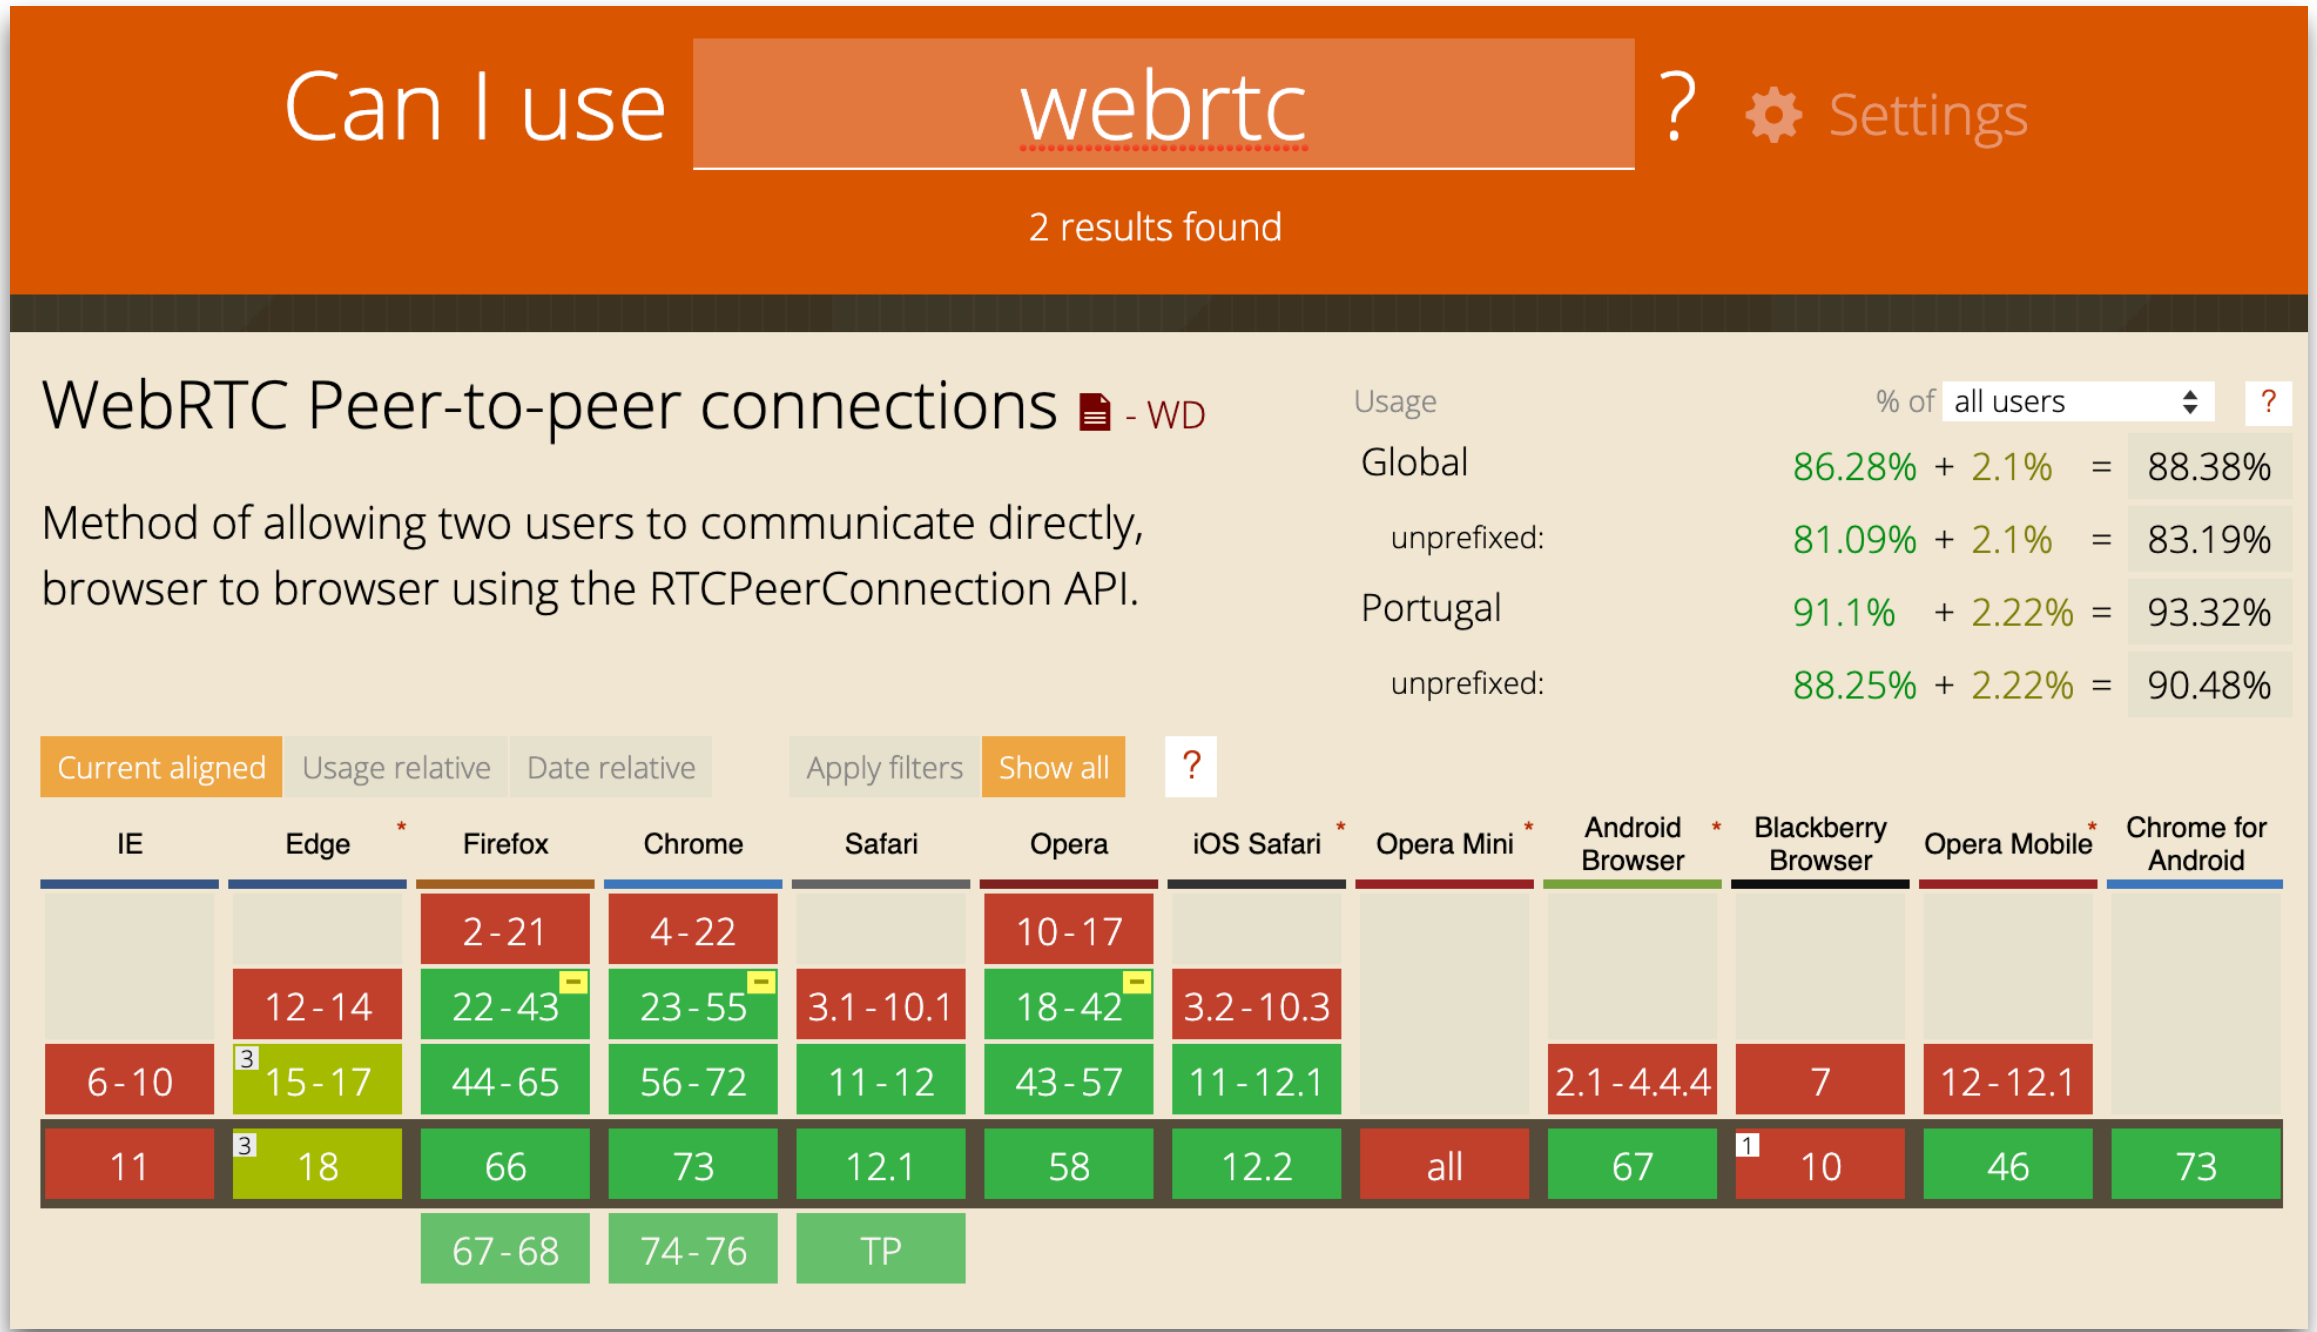 Can I use webrtc ? Settings
2 results found
WebRTC Peer-to-peer connections - WD
Method of allowing two users to communicate directly,
browser to browser using the RTCPeerConnection API.
Usage % of all users ?
Global 86.28% + 2.1% = 88.38%
unprefixed: 81.09% + 2.1% = 83.19%
Portugal 91.1% + 2.22% = 93.32%
unprefixed: 88.25% + 2.22% = 90.48%
Current aligned Usage relative Date relative Apply filters Show all ?
IE Edge * Firefox Chrome Safari Opera iOS Safari * Opera Mini * Android Browser * Blackberry Browser Opera Mobile * Chrome for Android
2-21 4-22 10-17
12-14 22-43 - 23-55 - 3.1-10.1 18-42 - 3.2-10.3
6-10 3 15-17 44-65 56-72 11-12 43-57 11-12.1 2.1-4.4.4 7 12-12.1
11 3 18 66 73 12.1 58 12.2 all 67 1 10 46 73
67-68 74-76 TP